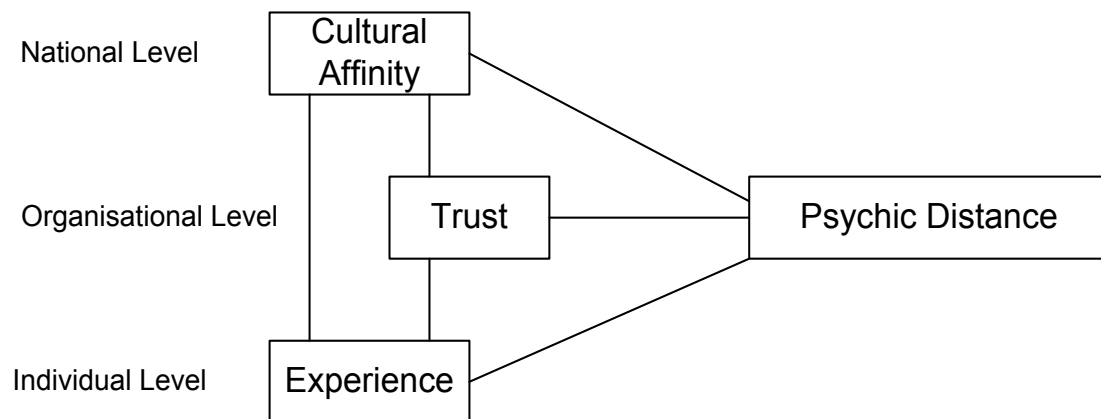 National Level
Cultural
Affinity
Organisational Level
Trust
Psychic Distance
Individual Level
Experience